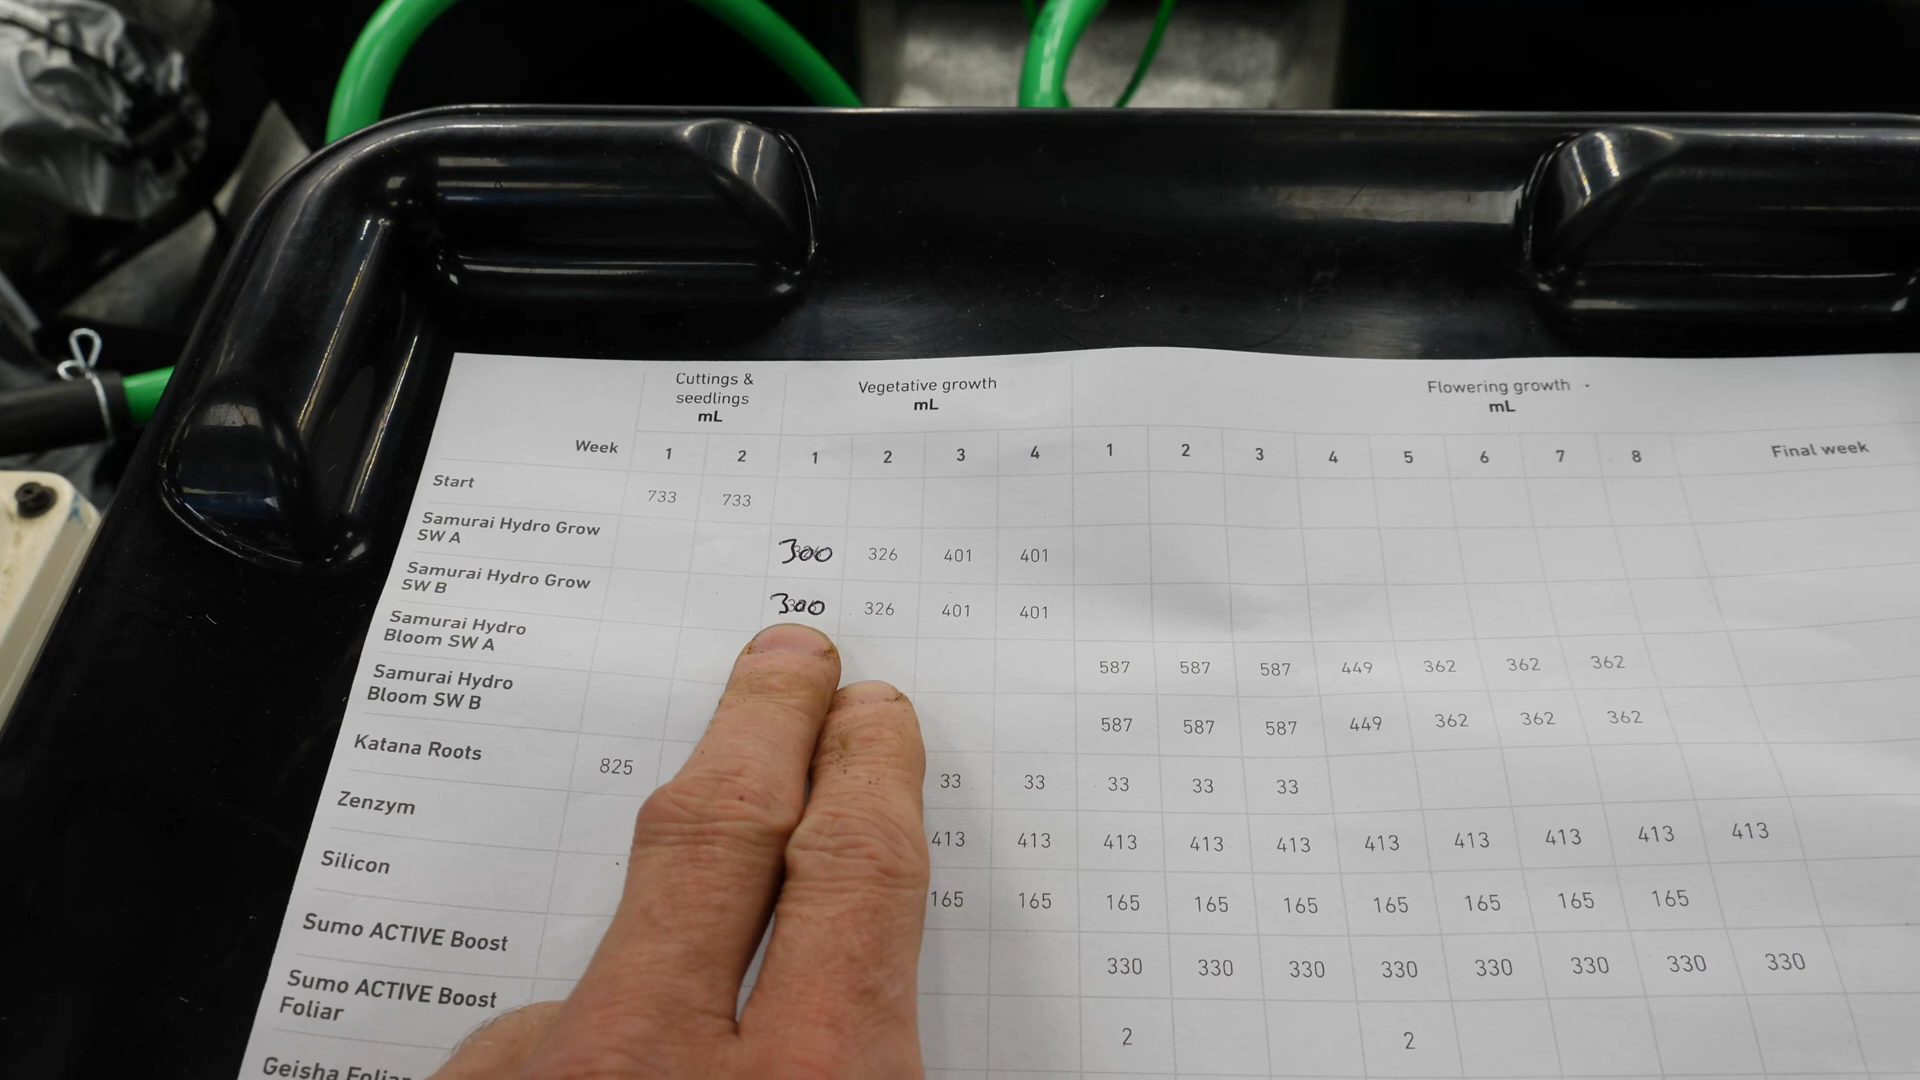 Cuttings &
seedlings
mL
Vegetative growth
mL
Flowering growth -
mL
Week 1 2 1 2 3 4 1 2 3 4 5 6 7 8 Final week
Start 733 733
Samurai Hydro Grow
SW A 300 326 401 401
Samurai Hydro Grow
SW B 300 326 401 401
Samurai Hydro
Bloom SW A 587 587 587 449 362 362 362
Samurai Hydro
Bloom SW B 587 587 587 449 362 362 362
Katana Roots 825 33 33 33 33 33
Zenzym 413 413 413 413 413 413 413 413 413 413 413
Silicon 165 165 165 165 165 165 165 165 165 165
Sumo ACTIVE Boost 330 330 330 330 330 330 330 330 330
Sumo ACTIVE Boost
Foliar 2 2
Geisha Foliar